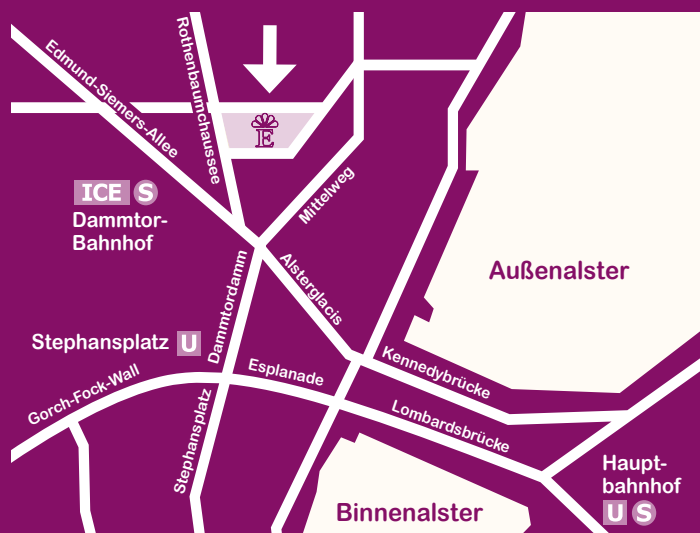 Edmund-Siemers-Allee
Rothenbaumchaussee
E
Mittelweg
ICE S
Dammtor-
Bahnhof
Außenalster
Alsterglacis
Dammtordamm
Stephansplatz U
Kennedybrücke
Esplanade
Gorch-Fock-Wall
Stephansplatz
Lombardsbrücke
Haupt-
bahnhof
U S
Binnenalster